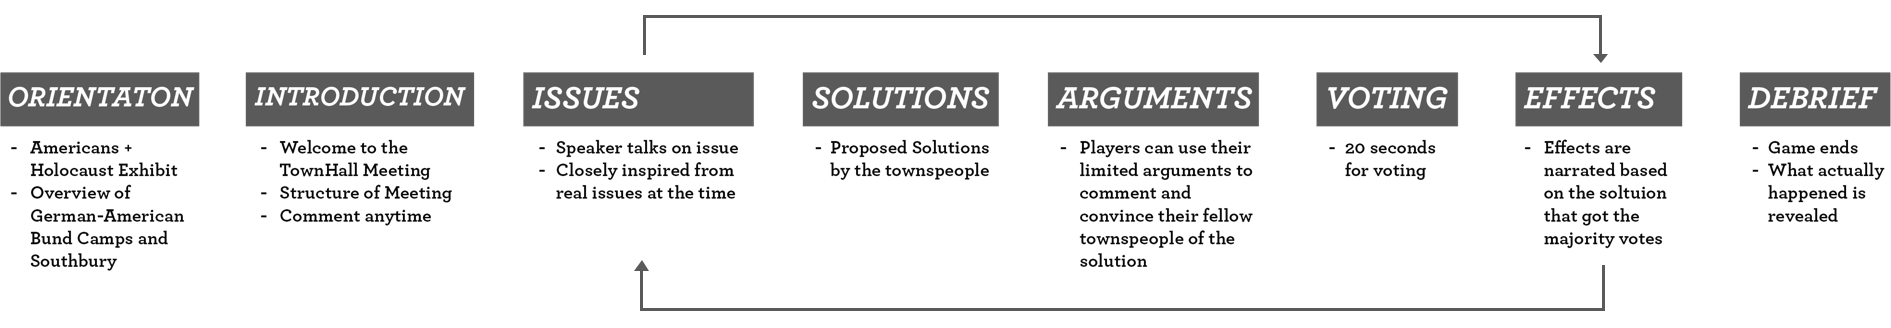 ORIENTATON
- Americans +
Holocaust Exhibit
- Overview of
German-American
Bund Camps and
Southbury
INTRODUCTION
- Welcome to the
TownHall Meeting
- Structure of Meeting
- Comment anytime
ISSUES
- Speaker talks on issue
- Closely inspired from
real issues at the time
SOLUTIONS
- Proposed Solutions
by the townspeople
ARGUMENTS
- Players can use their
limited arguments to
comment and
convince their fellow
townspeople of the
solution
VOTING
- 20 seconds
for voting
EFFECTS
- Effects are
narrated based
on the soltuion
that got the
majority votes
DEBRIEF
- Game ends
- What actually
happened is
revealed